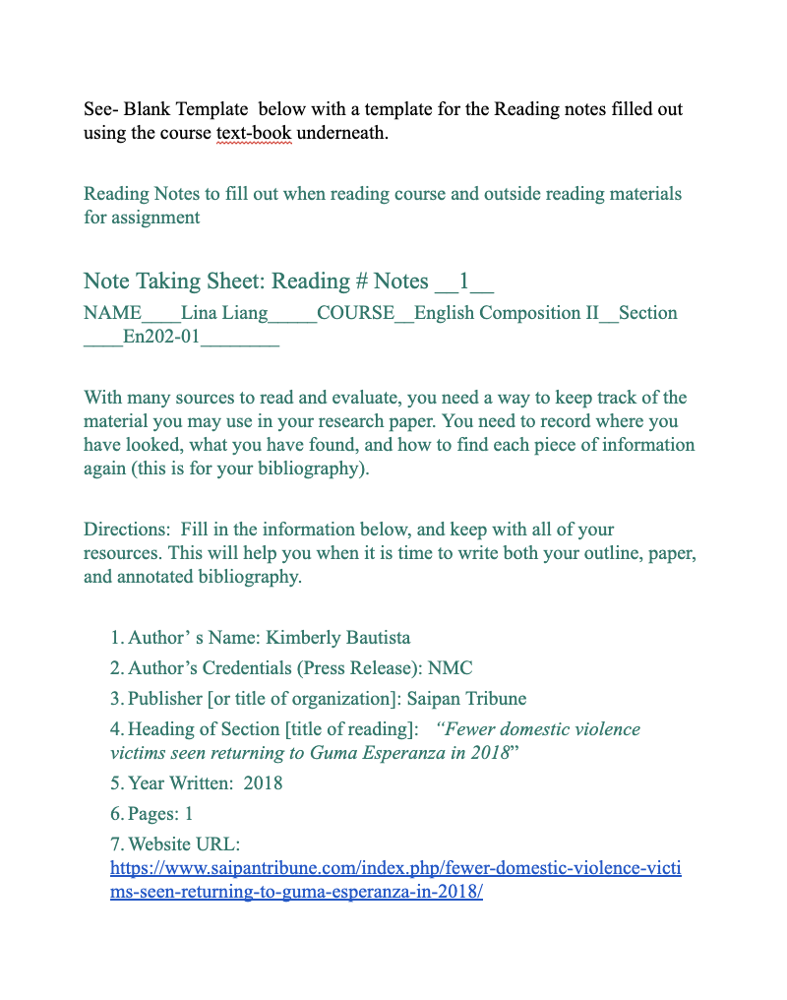 See- Blank Template  below with a template for the Reading notes filled out
using the course text-book underneath.
Reading Notes to fill out when reading course and outside reading materials
for assignment
Note Taking Sheet: Reading # Notes __1__
NAME____Lina Liang_____COURSE__English Composition II__Section
____En202-01________
With many sources to read and evaluate, you need a way to keep track of the
material you may use in your research paper. You need to record where you
have looked, what you have found, and how to find each piece of information
again (this is for your bibliography).
Directions:  Fill in the information below, and keep with all of your
resources. This will help you when it is time to write both your outline, paper,
and annotated bibliography.
1. Author’ s Name: Kimberly Bautista
2. Author’s Credentials (Press Release): NMC
3. Publisher [or title of organization]: Saipan Tribune
4. Heading of Section [title of reading]:   “Fewer domestic violence
victims seen returning to Guma Esperanza in 2018”
5. Year Written:  2018
6. Pages: 1
7. Website URL:
https://www.saipantribune.com/index.php/fewer-domestic-violence-victi
ms-seen-returning-to-guma-esperanza-in-2018/